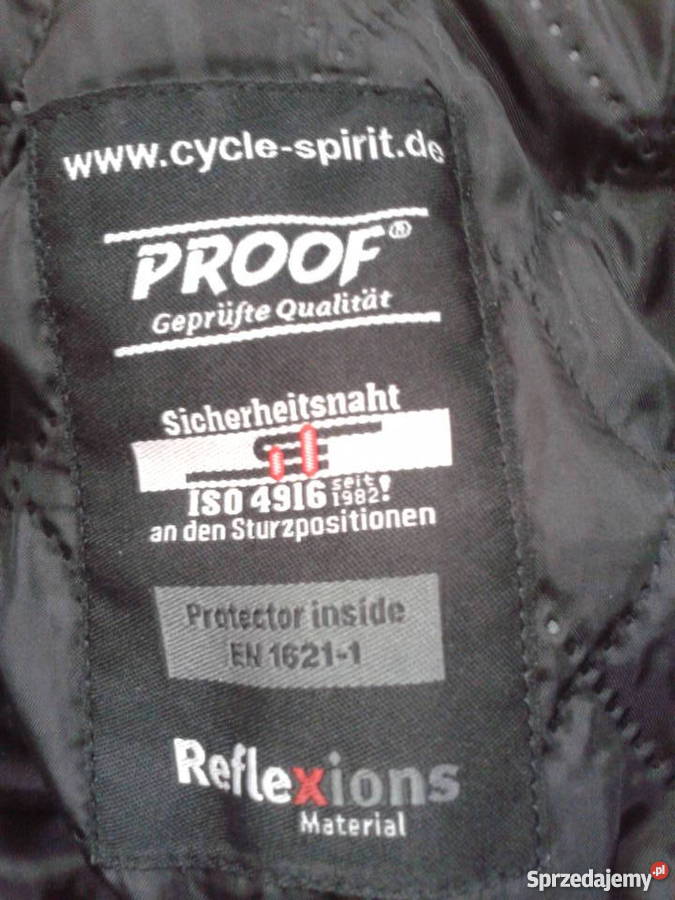 www.cycle-spirit.de
PROOF®
Geprüfte Qualität
Sicherheitsnaht
ISO 4916 seit 1982!
an den Sturzpositionen
Protector inside
EN 1621-1
Reflexions
Material
Sprzedajemy.pl